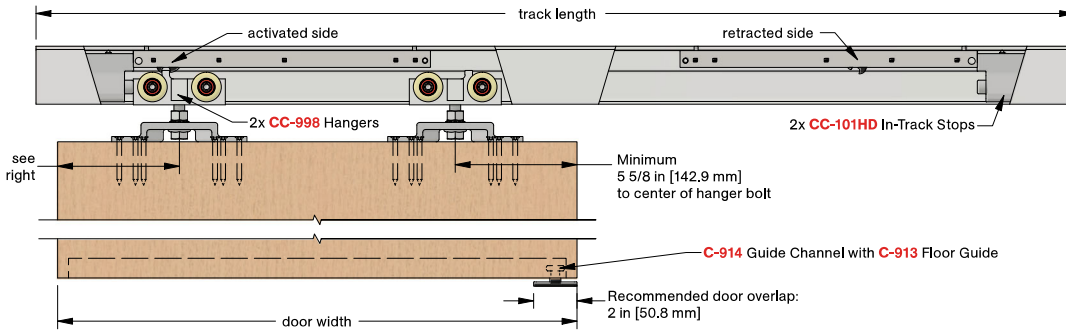 track length
activated side
retracted side
2x CC-998 Hangers
2x CC-101HD In-Track Stops
see
right
Minimum
5 5/8 in [142.9 mm]
to center of hanger bolt
C-914 Guide Channel with C-913 Floor Guide
Recommended door overlap:
2 in [50.8 mm]
door width